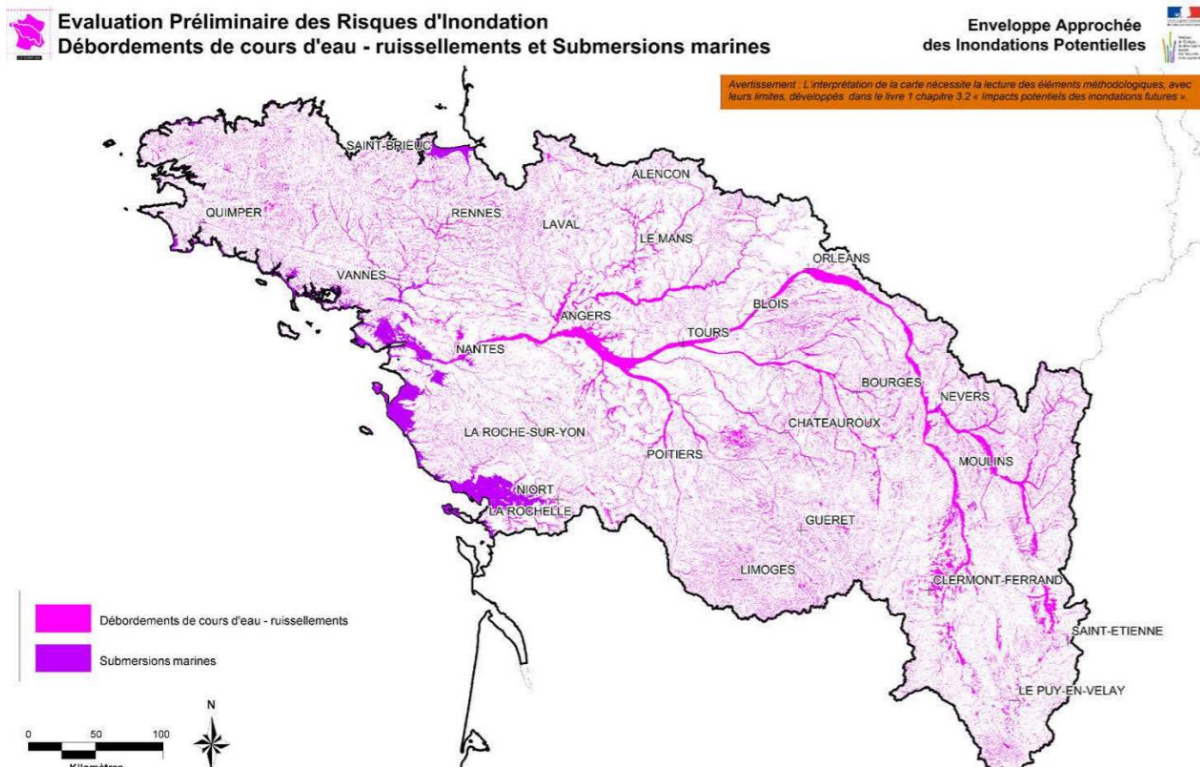 Evaluation Préliminaire des Risques d'Inondation
Débordements de cours d'eau - ruissellements et Submersions marines
Enveloppe Approchée
des Inondations Potentielles
Avertissement : L'interprétation de la carte nécessite la lecture des éléments méthodologiques, avec
leurs limites, développés dans le livre 1 chapitre 3.2 « Impacts potentiels des inondations futures ».
SAINT-BRIEUC
ALENCON
QUIMPER
RENNES
LAVAL
LE MANS
ORLEANS
VANNES
BLOIS
ANGERS
TOURS
NANTES
BOURGES
NEVERS
CHATEAUROUX
LA ROCHE-SUR-YON
POITIERS
MOULINS
NIORT
LA ROCHELLE
GUERET
LIMOGES
CLERMONT-FERRAND
SAINT-ETIENNE
LE PUY-EN-VELAY
Débordements de cours d'eau - ruissellements
Submersions marines
N
0 50 100
Kilomètres